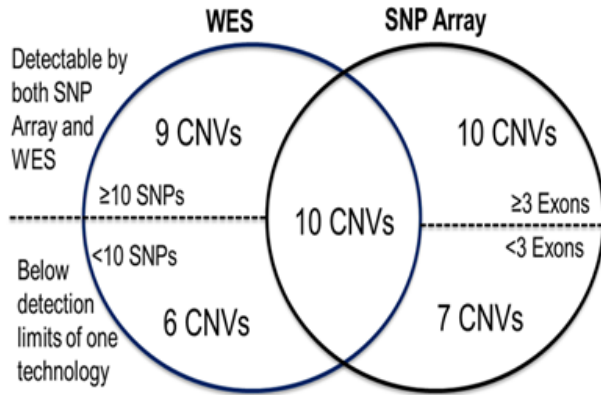 WES
SNP Array
Detectable by
both SNP
Array and
WES
9 CNVs
10 CNVs
≥10 SNPs
≥3 Exons
10 CNVs
<10 SNPs
<3 Exons
Below
detection
limits of one
technology
6 CNVs
7 CNVs